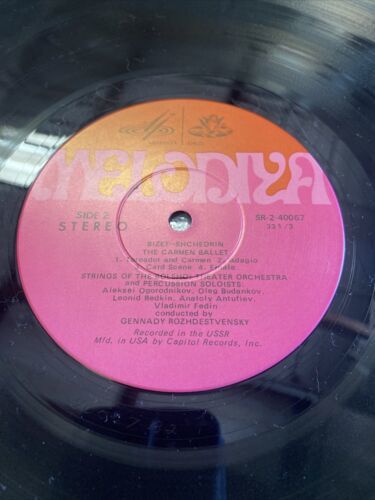 MELODIYA
SIDE 2
STEREO
SR-2-40067
33 1/3
BIZET-SHCHEDRIN
THE CARMEN BALLET
1. Toreador and Carmen 2. Adagio
3. Card Scene 4. Finale
STRINGS OF THE BOLSHOI THEATER ORCHESTRA
and PERCUSSION SOLOISTS:
Aleksei Ogorodnikov, Oleg Budankov,
Leonid Redkin, Anatoly Antufiev
Vladimir Fedin
conducted by
GENNADY ROZHDESTVENSKY
Recorded in the USSR
Mfd. in USA by Capitol Records, Inc.